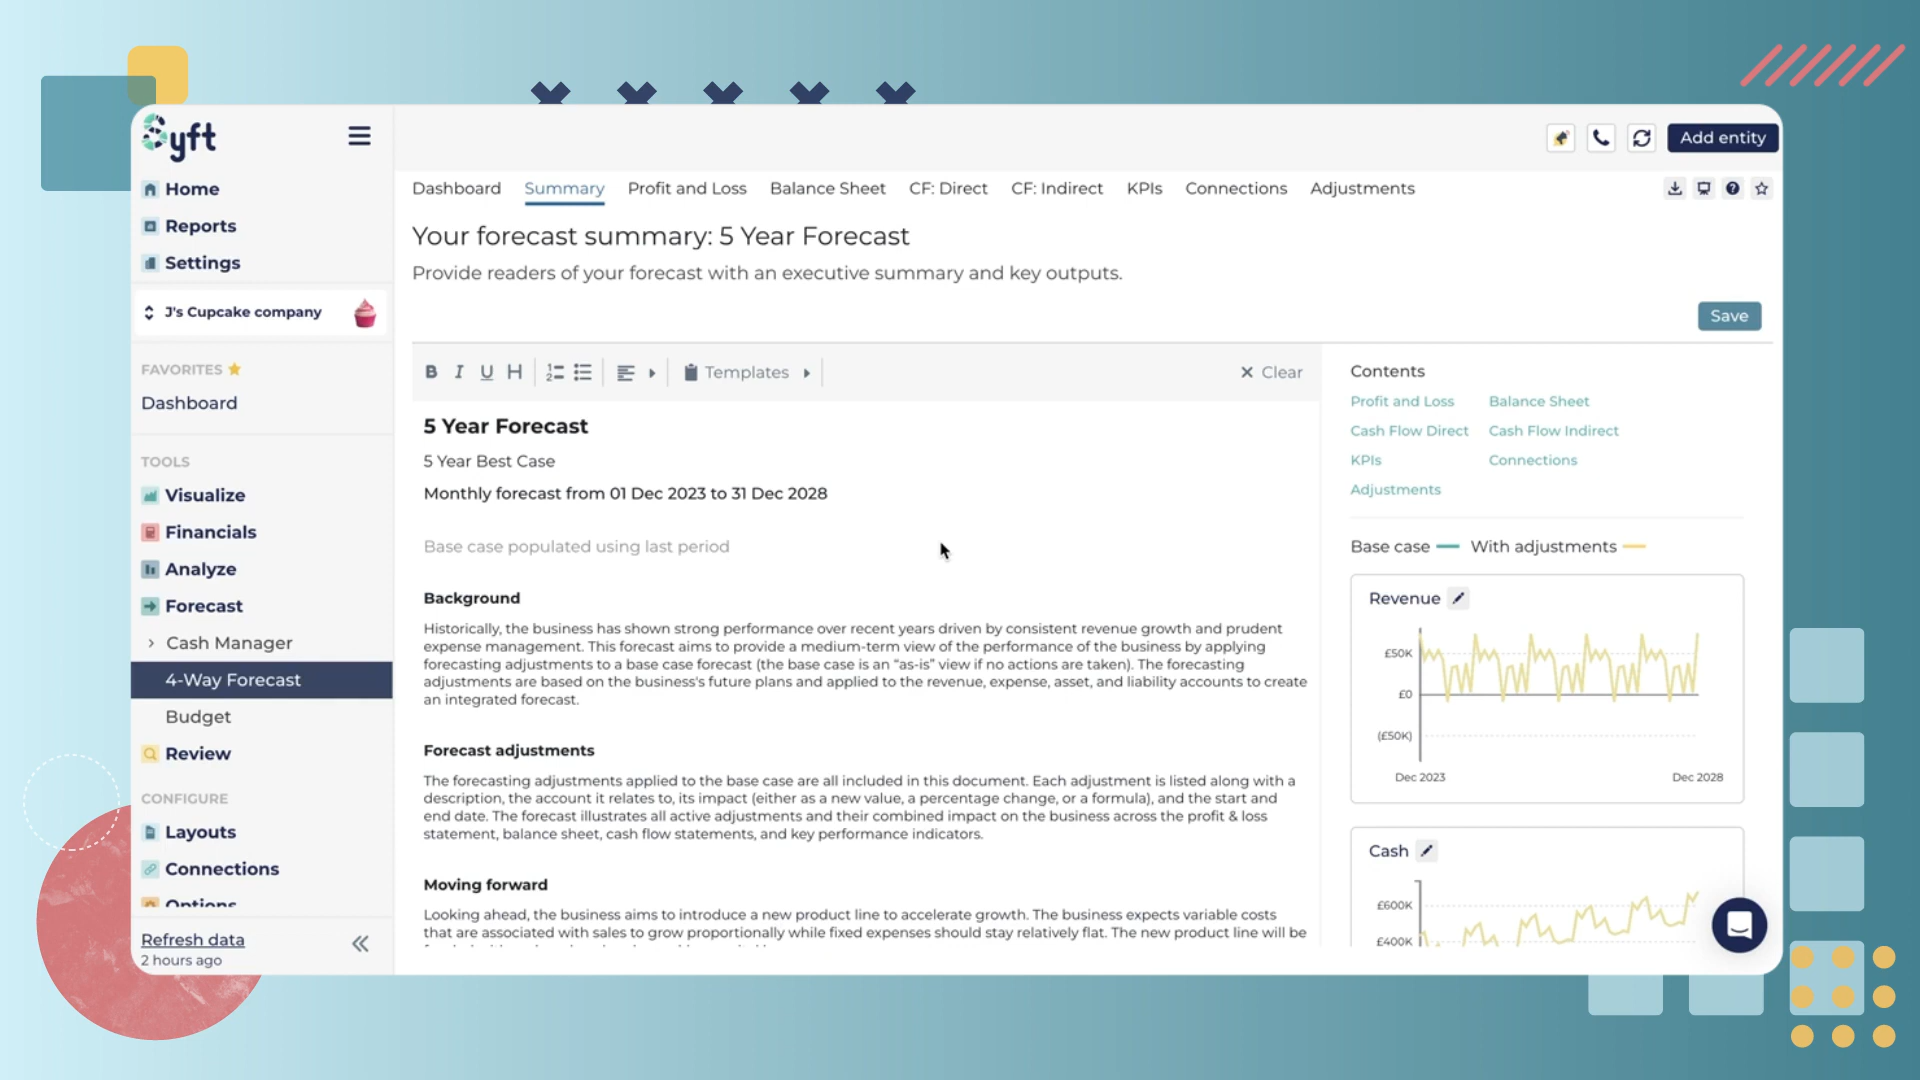 Syft
Home
Reports
Settings
J's Cupcake company
FAVORITES
Dashboard
TOOLS
Visualize
Financials
Analyze
Forecast
Cash Manager
4-Way Forecast
Budget
Review
CONFIGURE
Layouts
Connections
Options
Refresh data
2 hours ago
Add entity
Dashboard Summary Profit and Loss Balance Sheet CF: Direct CF: Indirect KPIs Connections Adjustments
Your forecast summary: 5 Year Forecast
Provide readers of your forecast with an executive summary and key outputs.
Save
B I U H Templates Clear
5 Year Forecast
5 Year Best Case
Monthly forecast from 01 Dec 2023 to 31 Dec 2028
Base case populated using last period
Background
Historically, the business has shown strong performance over recent years driven by consistent revenue growth and prudent
expense management. This forecast aims to provide a medium-term view of the performance of the business by applying
forecasting adjustments to a base case forecast (the base case is an “as-is” view if no actions are taken). The forecasting
adjustments are based on the business's future plans and applied to the revenue, expense, asset, and liability accounts to create
an integrated forecast.
Forecast adjustments
The forecasting adjustments applied to the base case are all included in this document. Each adjustment is listed along with a
description, the account it relates to, its impact (either as a new value, a percentage change, or a formula), and the start and
end date. The forecast illustrates all active adjustments and their combined impact on the business across the profit & loss
statement, balance sheet, cash flow statements, and key performance indicators.
Moving forward
Looking ahead, the business aims to introduce a new product line to accelerate growth. The business expects variable costs
that are associated with sales to grow proportionally while fixed expenses should stay relatively flat. The new product line will be
Contents
Profit and Loss Balance Sheet
Cash Flow Direct Cash Flow Indirect
KPIs Connections
Adjustments
Base case With adjustments
Revenue
£50K
£0
(£50K)
Dec 2023 Dec 2028
Cash
£600K
£400K